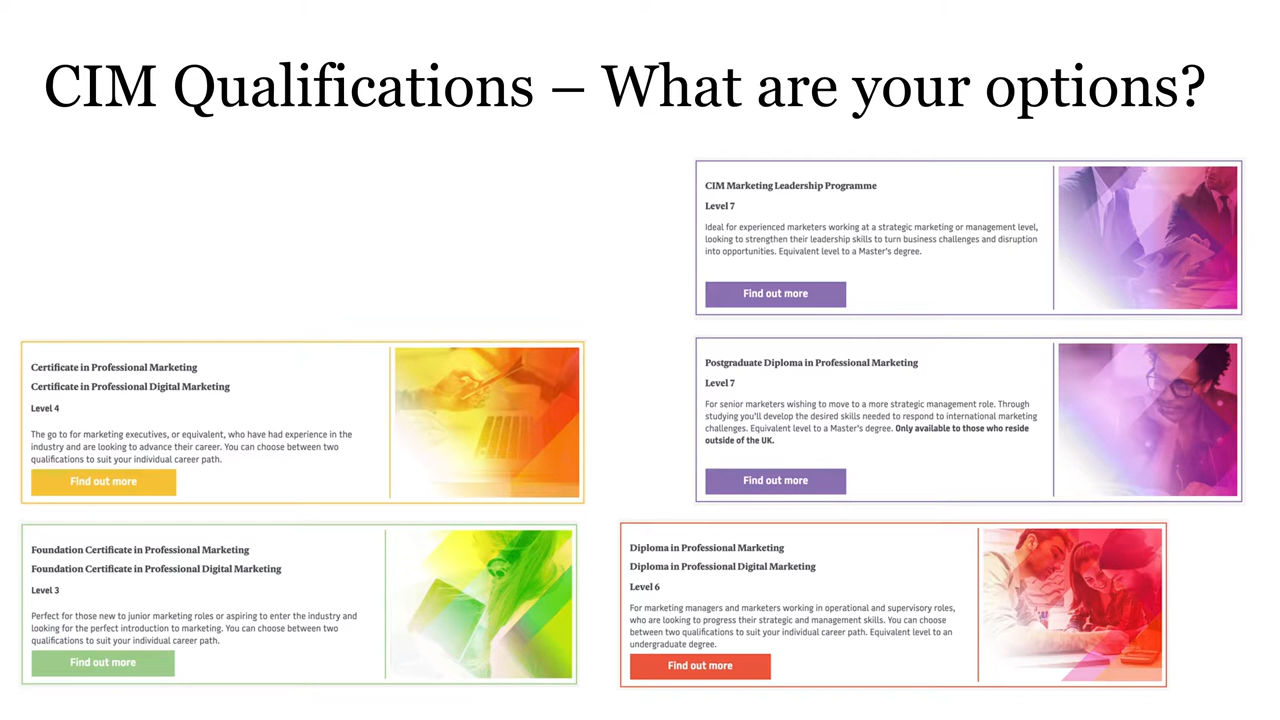 CIM Qualifications – What are your options?
CIM Marketing Leadership Programme
Level 7
Ideal for experienced marketers working at a strategic marketing or management level,
looking to strengthen their leadership skills to turn business challenges and disruption
into opportunities. Equivalent level to a Master's degree.
Find out more
Certificate in Professional Marketing
Certificate in Professional Digital Marketing
Level 4
The go to for marketing executives, or equivalent, who have had experience in the
industry and are looking to advance their career. You can choose between two
qualifications to suit your individual career path.
Find out more
Postgraduate Diploma in Professional Marketing
Level 7
For senior marketers wishing to move to a more strategic management role. Through
studying you'll develop the desired skills needed to respond to international marketing
challenges. Equivalent level to a Master's degree. Only available to those who reside
outside of the UK.
Find out more
Foundation Certificate in Professional Marketing
Foundation Certificate in Professional Digital Marketing
Level 3
Perfect for those new to junior marketing roles or aspiring to enter the industry and
looking for the perfect introduction to marketing. You can choose between two
qualifications to suit your individual career path.
Find out more
Diploma in Professional Marketing
Diploma in Professional Digital Marketing
Level 6
For marketing managers and marketers working in operational and supervisory roles,
who are looking to progress their strategic and management skills. You can choose
between two qualifications to suit your individual career path. Equivalent level to an
undergraduate degree.
Find out more